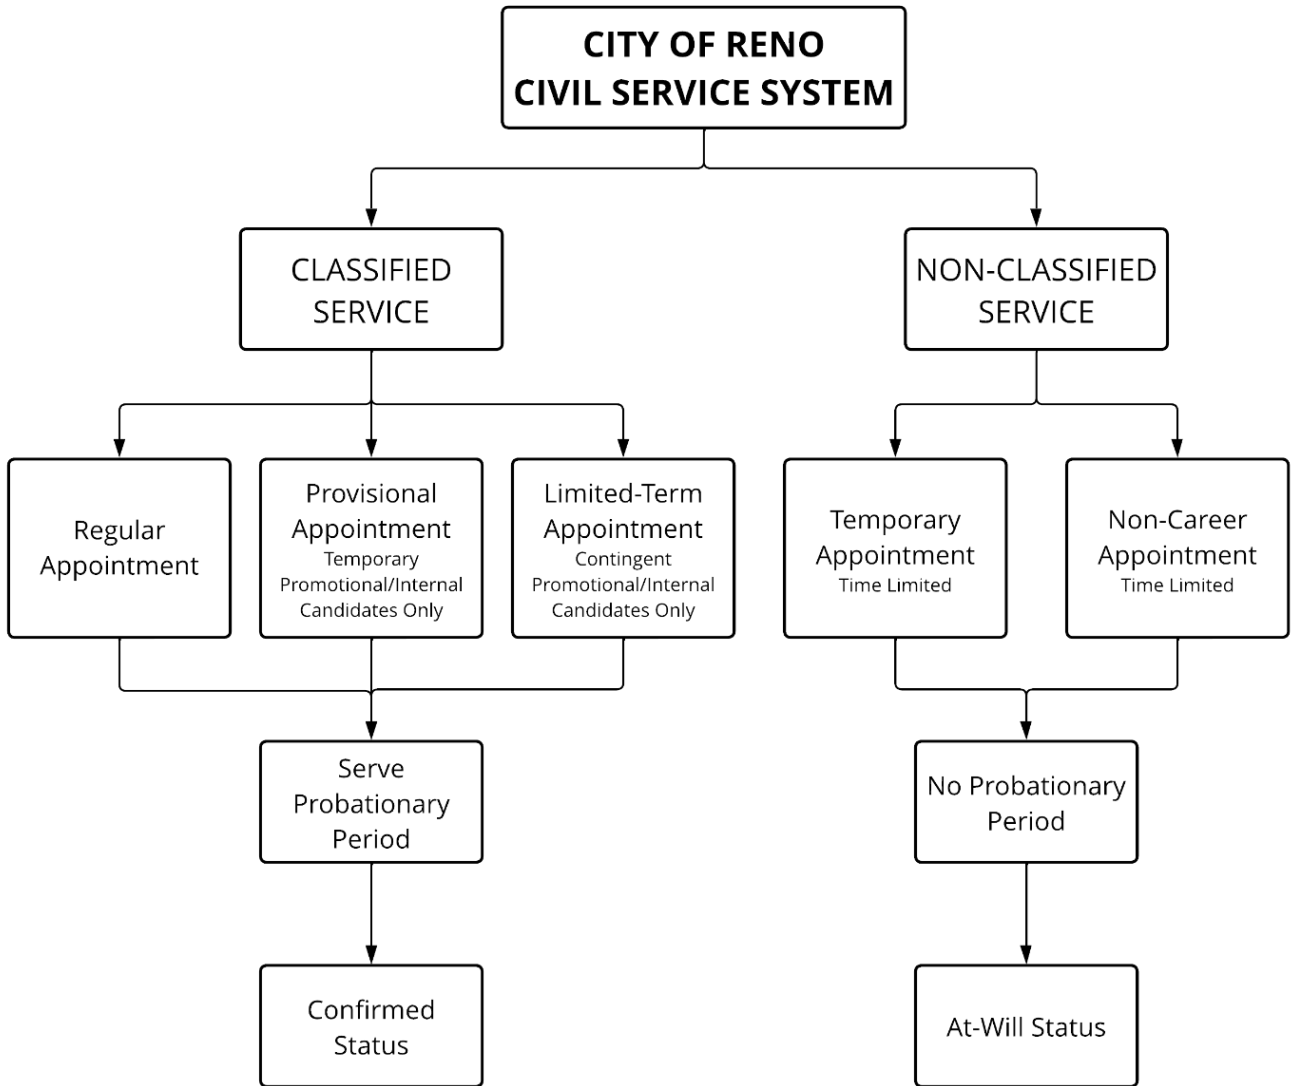 CITY OF RENO
CIVIL SERVICE SYSTEM
CLASSIFIED
SERVICE
NON-CLASSIFIED
SERVICE
Regular
Appointment
Provisional
Appointment
Temporary
Promotional/Internal
Candidates Only
Limited-Term
Appointment
Contingent
Promotional/Internal
Candidates Only
Temporary
Appointment
Time Limited
Non-Career
Appointment
Time Limited
Serve
Probationary
Period
No Probationary
Period
Confirmed
Status
At-Will Status